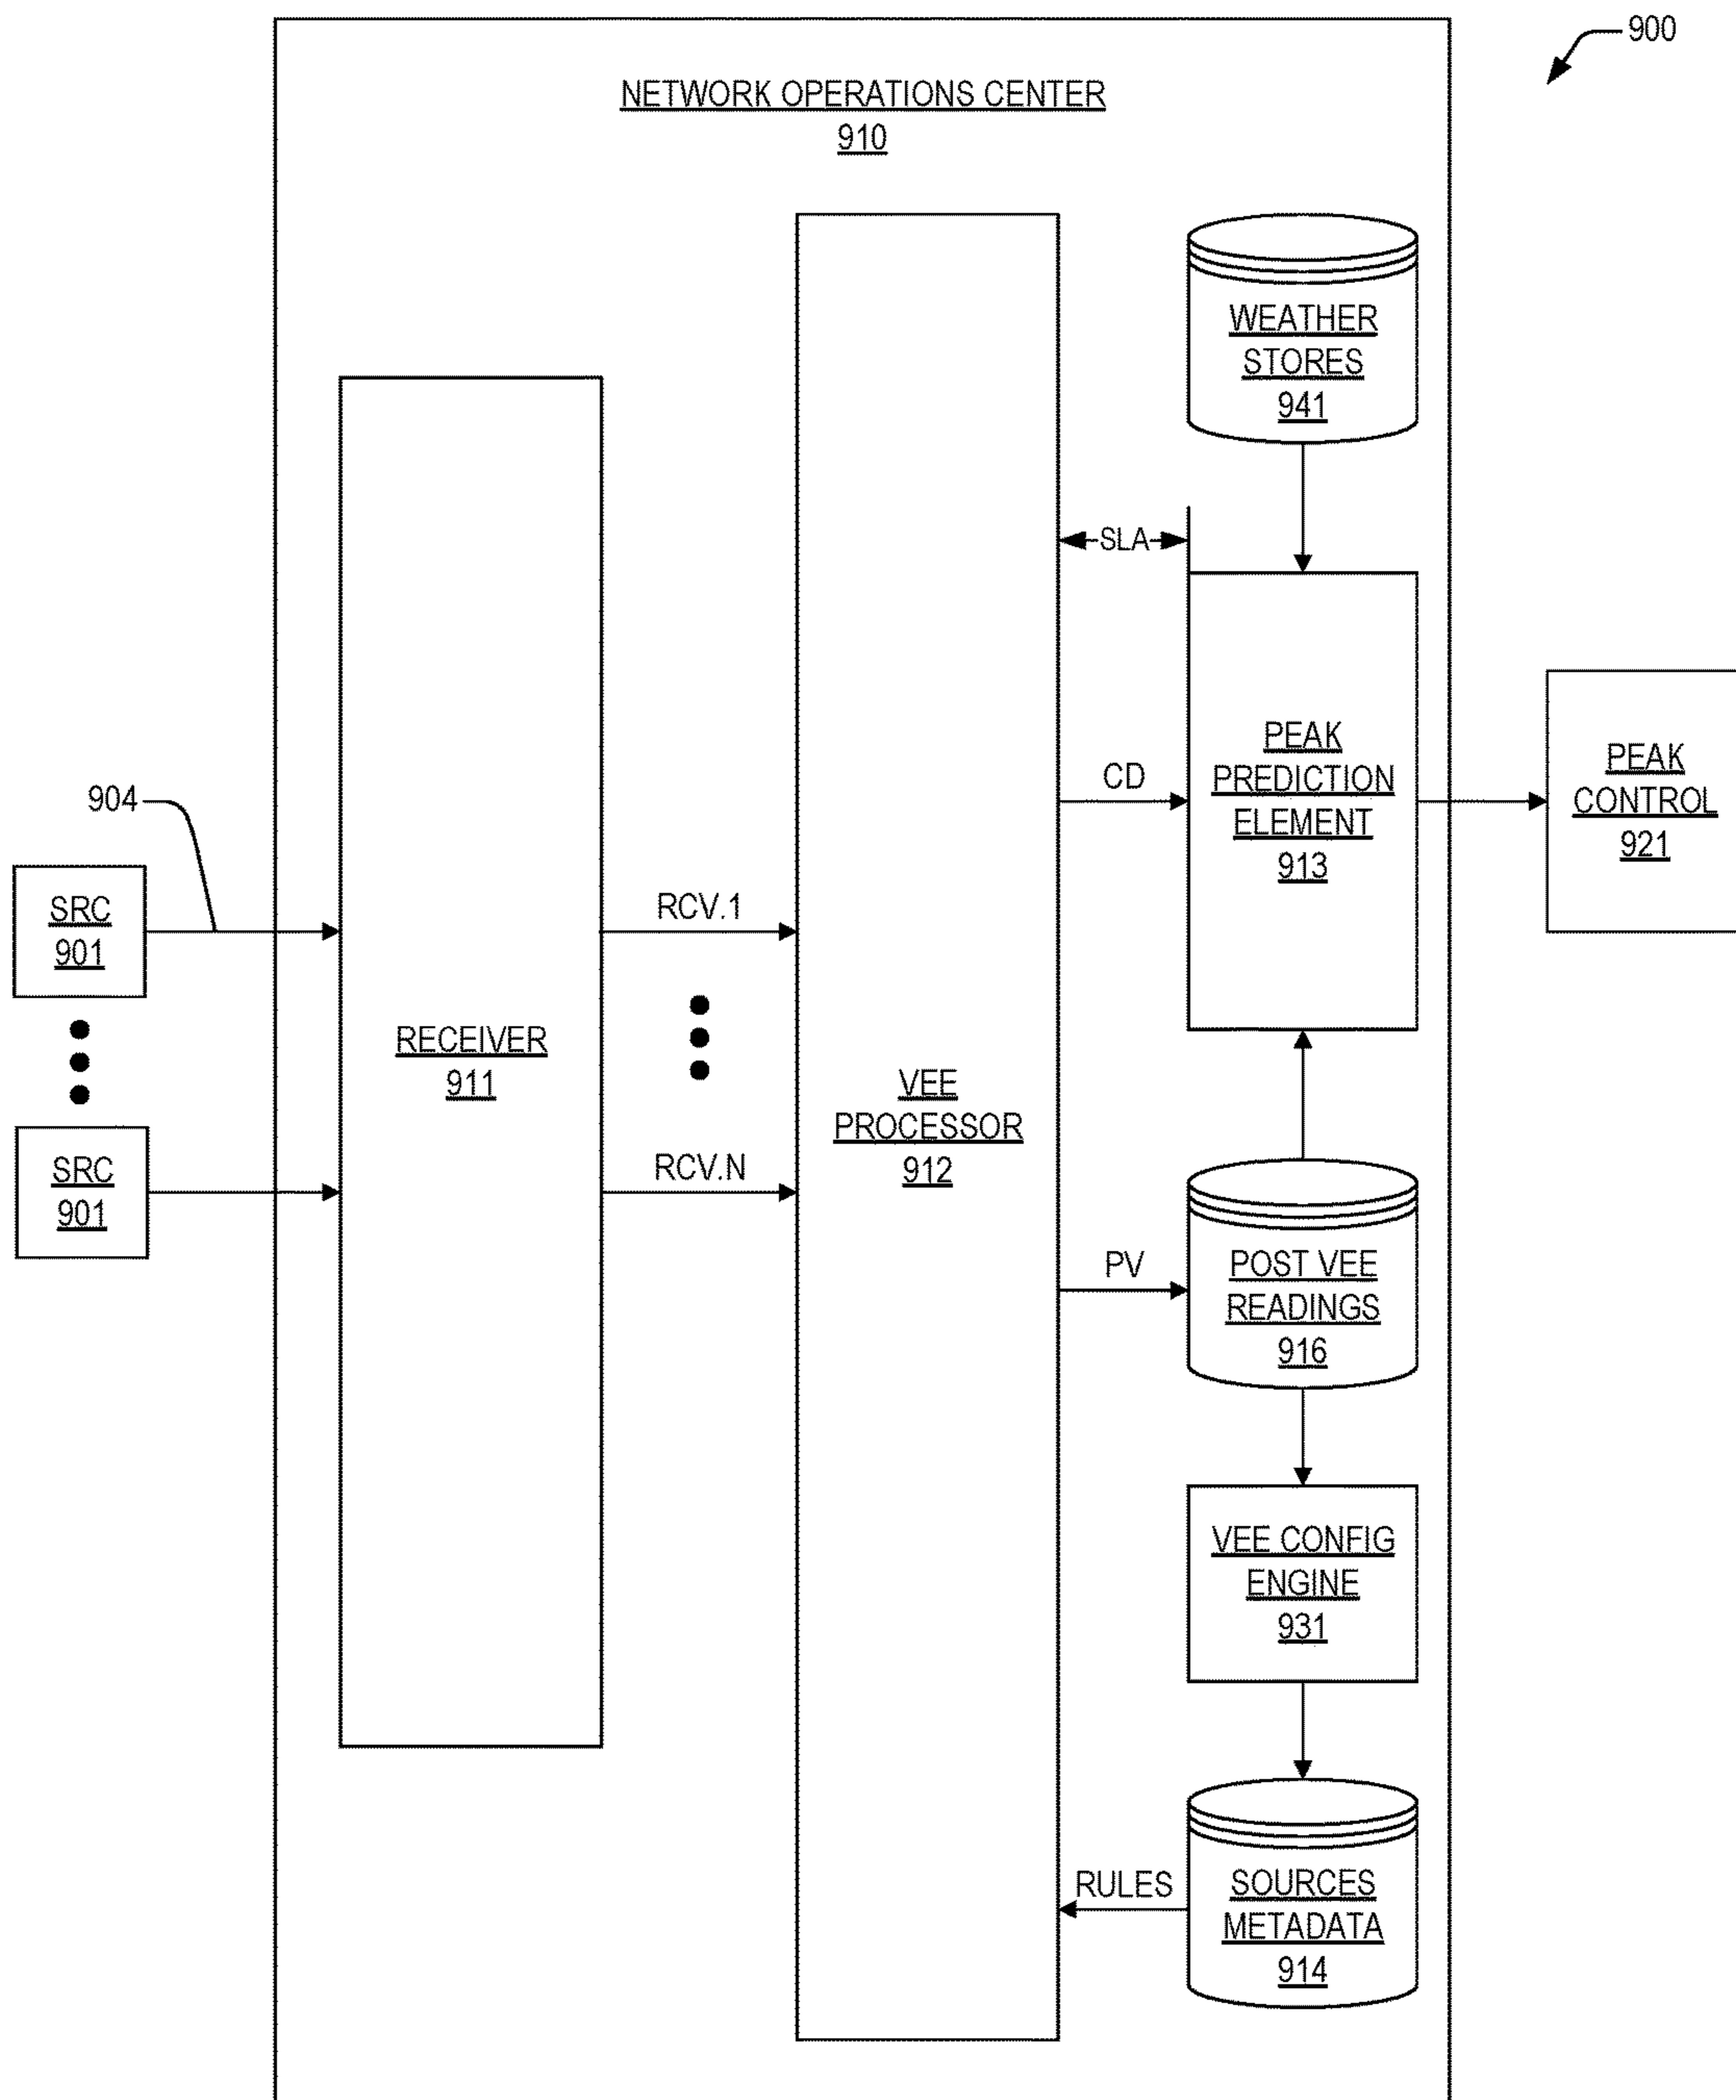 900
NETWORK OPERATIONS CENTER
910
WEATHER
STORES
941
SLA
PEAK
PREDICTION
ELEMENT
913
CD
PEAK
CONTROL
921
904
SRC
901
RCV.1
RECEIVER
911
VEE
PROCESSOR
912
SRC
901
RCV.N
PV
POST VEE
READINGS
916
VEE CONFIG
ENGINE
931
RULES
SOURCES
METADATA
914